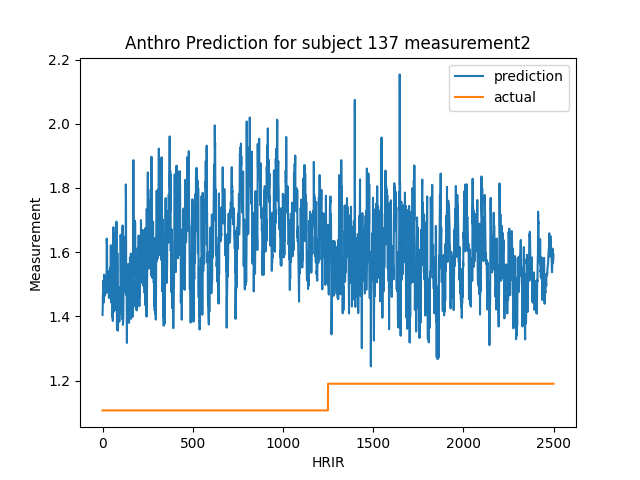 Anthro Prediction for subject 137 measurement2
prediction
actual
Measurement
2.2
2.0
1.8
1.6
1.4
1.2
0
500
1000
1500
2000
2500
HRIR